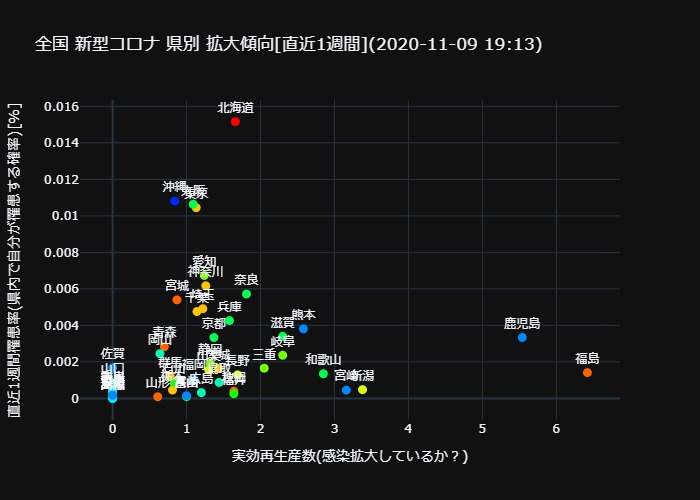 全国 新型コロナ 県別 拡大傾向[直近1週間](2020-11-09 19:13)
直近1週間罹患率(県内で自分が罹患する確率)[%]
0.016
0.014
0.012
0.01
0.008
0.006
0.004
0.002
0
北海道
沖縄
東京
愛知
神奈川
宮城
奈良
千葉
兵庫
熊本
京都
滋賀
鹿児島
青森
岡山
岐阜
佐賀
三重
長野
和歌山
福島
群馬
福岡
静岡
山口
山形
広島
宮崎
新潟
0
1
2
3
4
5
6
実効再生産数(感染拡大しているか？)